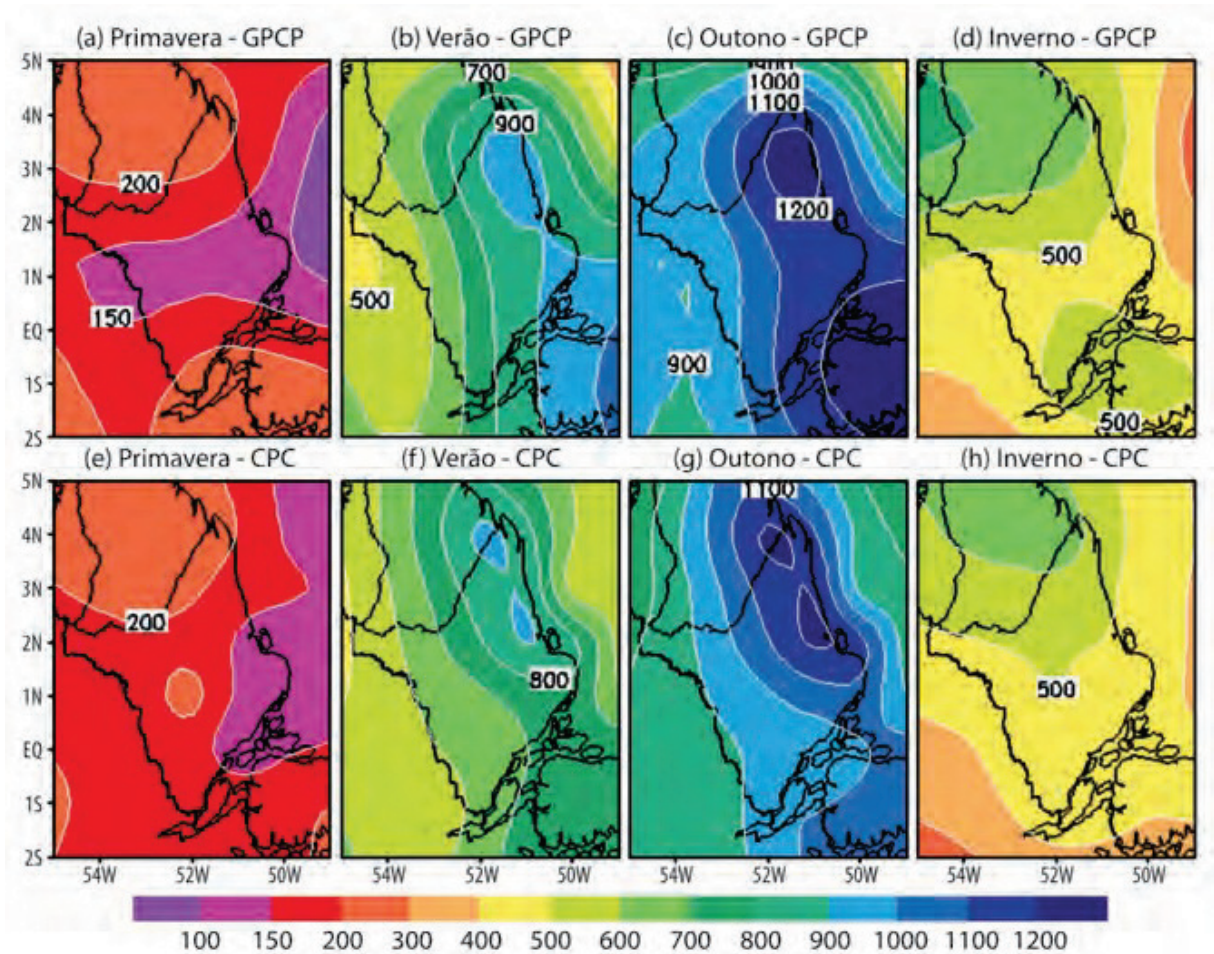 (a) Primavera - GPCP (b) Verão - GPCP (c) Outono - GPCP (d) Inverno - GPCP
5N 700 1000
1100
4N 900
3N
200
2N 1200
500
1N
500
150
EQ
900
1S
500
2S
(e) Primavera - CPC (f) Verão - CPC (g) Outono - CPC (h) Inverno - CPC
5N 1100
4N
3N
200
2N
800
1N 500
EQ
1S
2S
54W 52W 50W 54W 52W 50W 54W 52W 50W 54W 52W 50W
100 150 200 300 400 500 600 700 800 900 1000 1100 1200